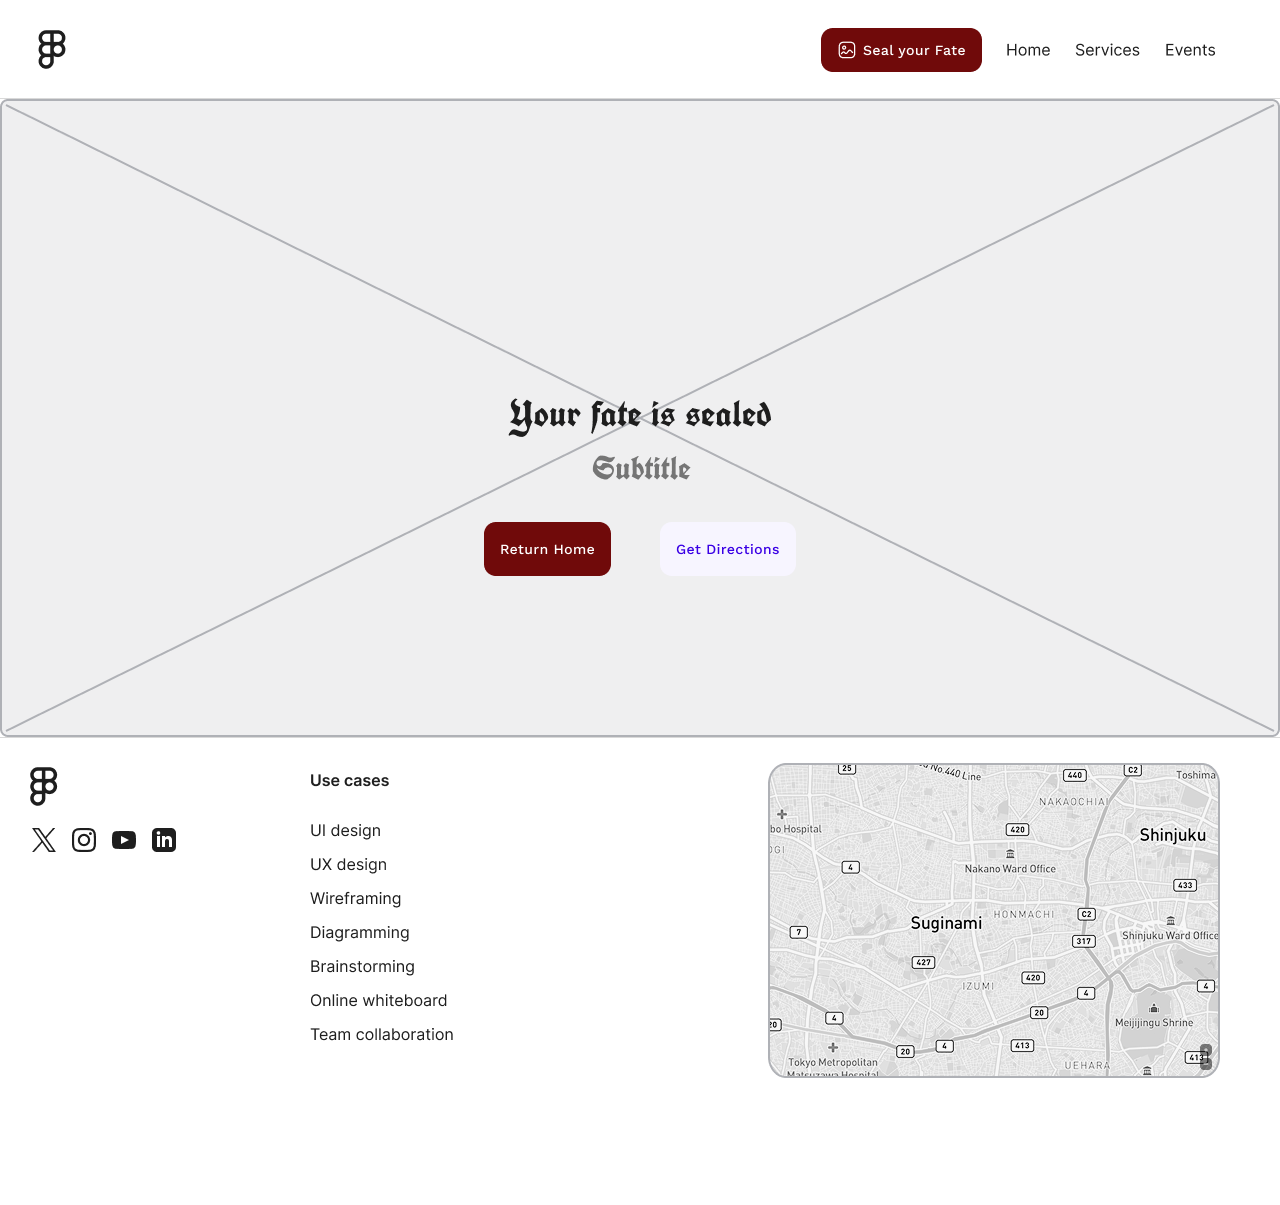 Seal your Fate
Home
Services
Events
Your fate is sealed
Subtitle
Return Home
Get Directions
Use cases
UI design
UX design
Wireframing
Diagramming
Brainstorming
Online whiteboard
Team collaboration
25
No.440 Line
440
C2
Toshima
NAKAOCHIAI
bo Hospital
420
Shinjuku
OGI
4
Nakano Ward Office
433
7
Suginami
HONMACHI
C2
317
Shinjuku Ward Office
427
420
IZUMI
4
4
20
4
20
Meijijingu Shrine
20
4
413
413
Tokyo Metropolitan
Matsuzawa Hospital
UEHARA